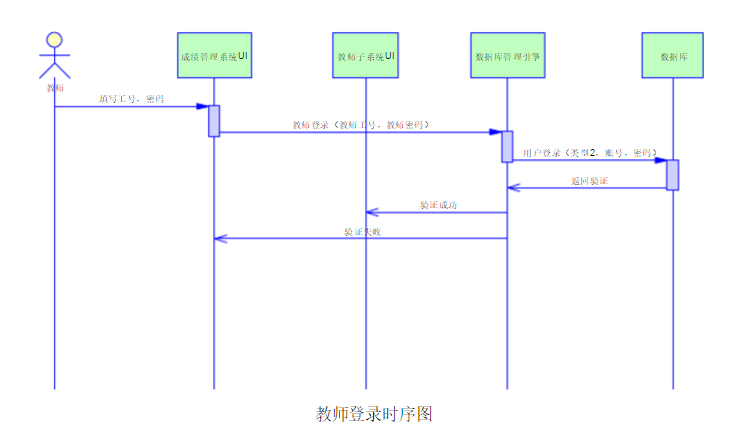 成绩管理系统UI
教师子系统UI
数据库管理引擎
数据库
教师
填写工号，密码
教师登录（教师工号，教师密码）
用户登录（类型2，账号，密码）
返回验证
验证成功
验证失败
教师登录时序图